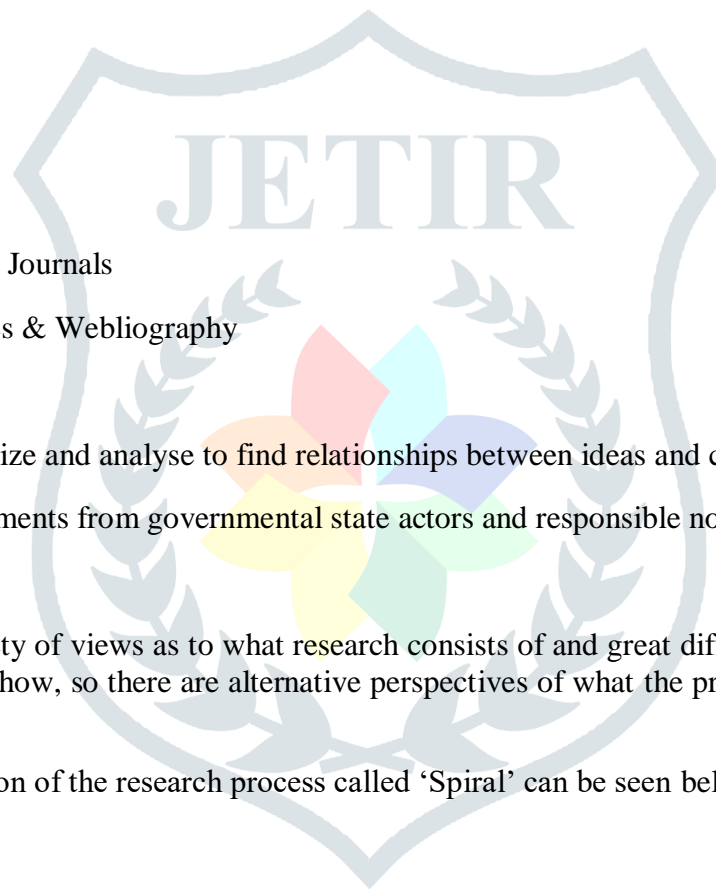 JETIR
Journals
s & Webliography
ize and analyse to find relationships between ideas and c
ments from governmental state actors and responsible no
ty of views as to what research consists of and great diff
how, so there are alternative perspectives of what the pr
on of the research process called ‘Spiral’ can be seen bel